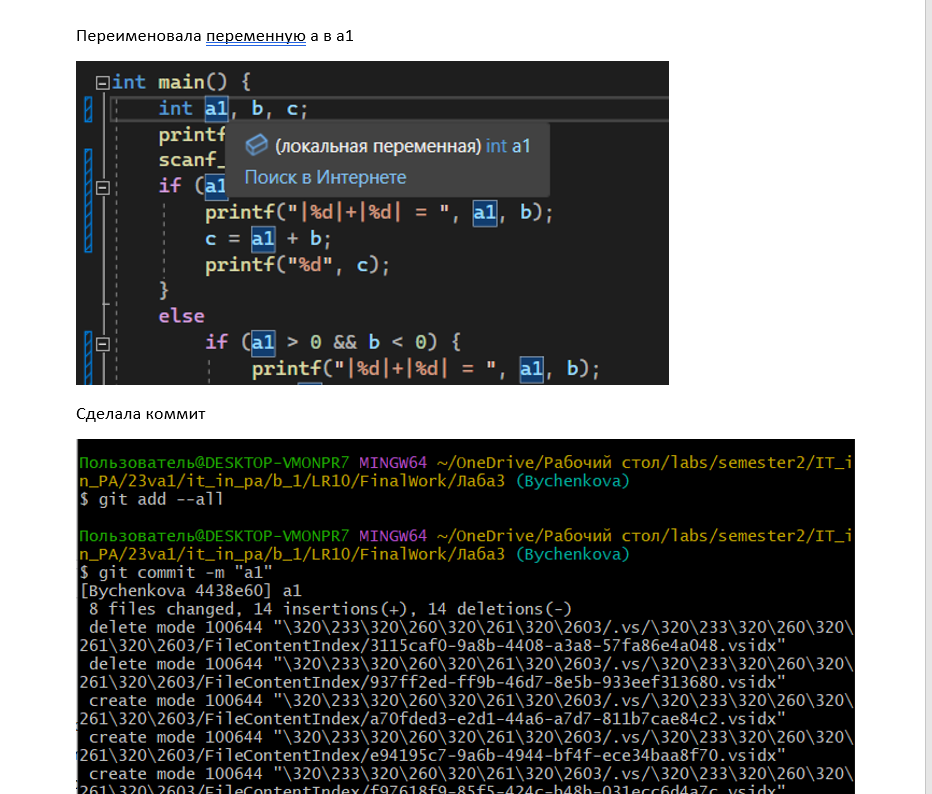 Переименовала переменную a в a1
int main() {
int a1, b, c;
printf
(локальная переменная) int a1
scanf_
Поиск в Интернете
if (a1
printf("|%d|+|%d| = ", a1, b);
c = a1 + b;
printf("%d", c);
}
else
if (a1 > 0 && b < 0) {
printf("|%d|+|%d| = ", a1, b);
Сделала коммит
Пользователь@DESKTOP-VMONPR7 MINGW64 ~/OneDrive/Рабочий стол/labs/semester2/IT_i
n_PA/23va1/it_in_pa/b_1/LR10/FinalWork/Лаба3 (Bychenkova)
$ git add --all
Пользователь@DESKTOP-VMONPR7 MINGW64 ~/OneDrive/Рабочий стол/labs/semester2/IT_i
n_PA/23va1/it_in_pa/b_1/LR10/FinalWork/Лаба3 (Bychenkova)
$ git commit -m "a1"
[Bychenkova 4438e60] a1
8 files changed, 14 insertions(+), 14 deletions(-)
delete mode 100644 "\320\233\320\260\320\261\320\2603/.vs/\320\233\320\260\320\
261\320\2603/FileContentIndex/3115caf0-9a8b-4408-a3a8-57fa86e4a048.vsidx"
delete mode 100644 "\320\233\320\260\320\261\320\2603/.vs/\320\233\320\260\320\
261\320\2603/FileContentIndex/937ff2ed-ff9b-46d7-8e5b-933eef313680.vsidx"
create mode 100644 "\320\233\320\260\320\261\320\2603/.vs/\320\233\320\260\320\
261\320\2603/FileContentIndex/a70fded3-e2d1-44a6-a7d7-811b7cae84c2.vsidx"
create mode 100644 "\320\233\320\260\320\261\320\2603/.vs/\320\233\320\260\320\
261\320\2603/FileContentIndex/e94195c7-9a6b-4944-bf4f-ece34baa8f70.vsidx"
create mode 100644 "\320\233\320\260\320\261\320\2603/.vs/\320\233\320\260\320\
261\320\2603/FileContentIndex/f97618f9-85f5-424c-b48b-031ecc6d4a7c.vsidx"